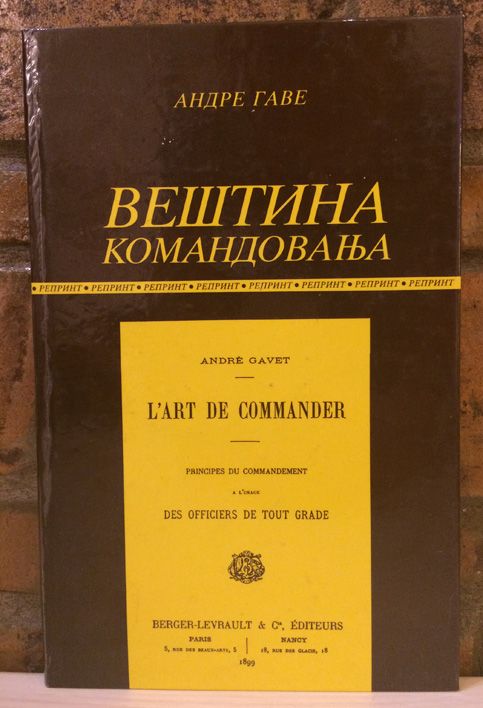 АНДРЕ ГАВЕ
ВЕШТИНА
КОМАНДОВАЊА
• РЕПРИНТ • РЕПРИНТ • РЕПРИНТ • РЕПРИНТ • РЕПРИНТ • РЕПРИНТ • РЕПРИНТ • РЕПРИНТ
ANDRÉ GAVET
L'ART DE COMMANDER
PRINCIPES DU COMMANDEMENT
A L'USAGE
DES OFFICIERS DE TOUT GRADE
BERGER-LEVRAULT & Cie, ÉDITEURS
PARIS
5, RUE DES BEAUX-ARTS, 5
NANCY
18, RUE DES GLACIS, 18
1899